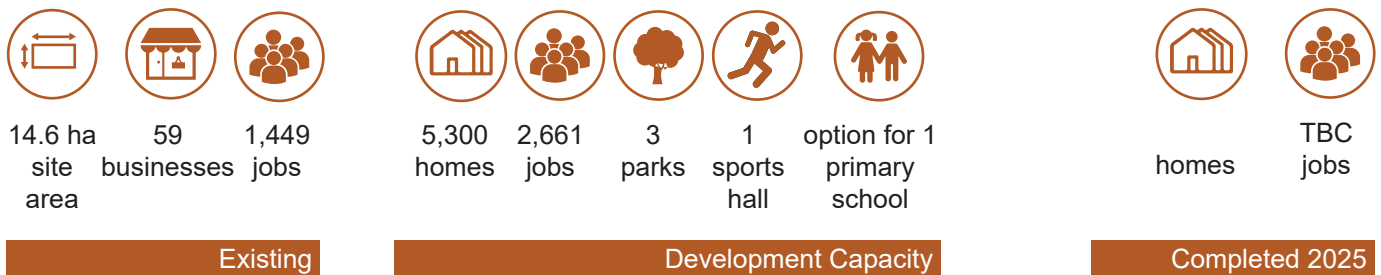 14.6 ha
site
area
59
businesses
1,449
jobs
Existing
5,300
homes
2,661
jobs
3
parks
1
sports
hall
option for 1
primary
school
Development Capacity
homes
TBC
jobs
Completed 2025